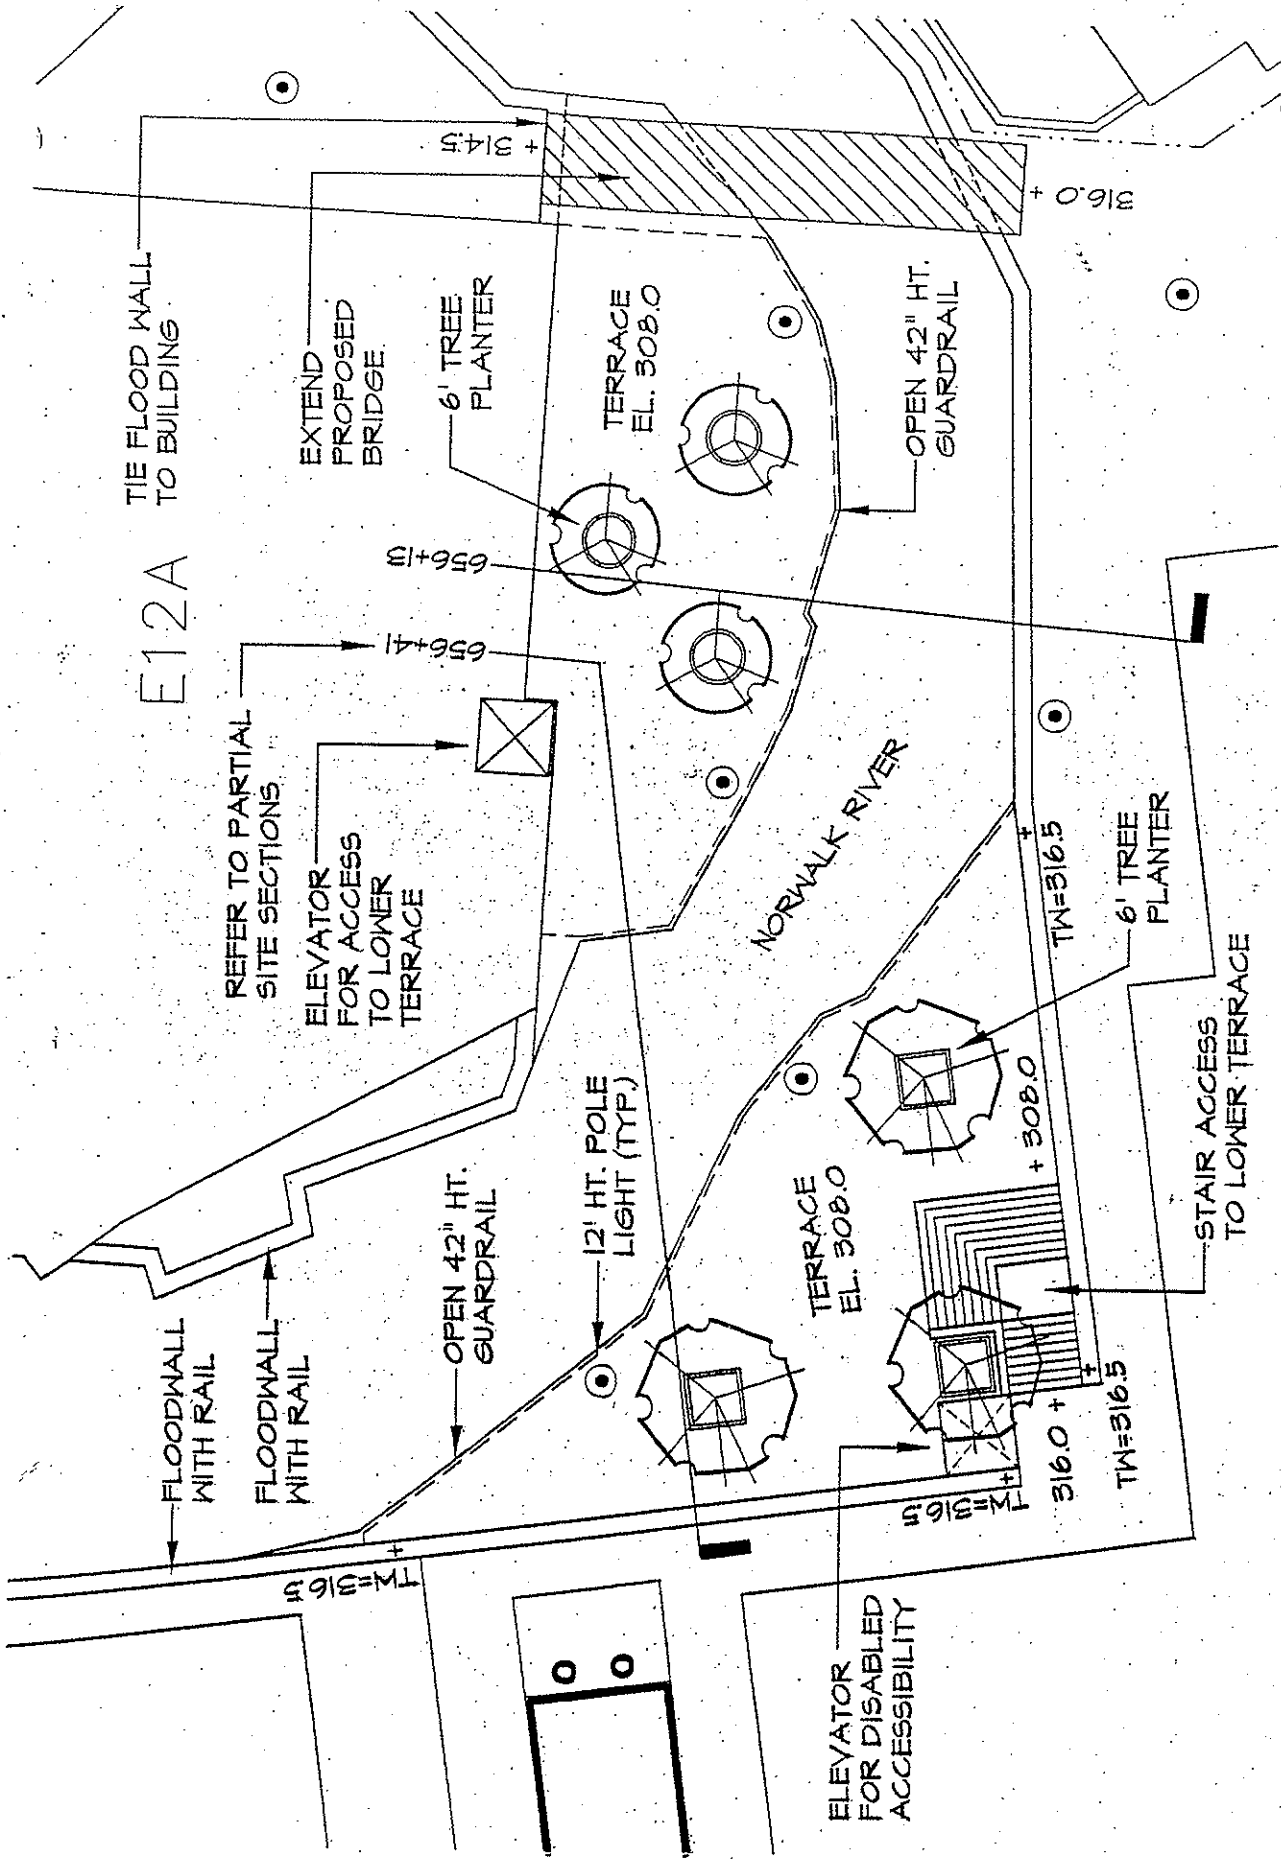 E12A
TIE FLOOD WALL
TO BUILDING
+ 314.5
EXTEND
PROPOSED
BRIDGE
316.0 +
6' TREE
PLANTER
TERRACE
EL. 308.0
OPEN 42" HT.
GUARDRAIL
656+13
656+41
REFER TO PARTIAL
SITE SECTIONS
ELEVATOR
FOR ACCESS
TO LOWER
TERRACE
NORWALK RIVER
FLOODWALL
WITH RAIL
FLOODWALL
WITH RAIL
OPEN 42" HT.
GUARDRAIL
12' HT. POLE
LIGHT (TYP.)
TERRACE
EL. 308.0
+ 308.0
+
TW=316.5
6' TREE
PLANTER
STAIR ACCESS
TO LOWER TERRACE
+
TW=316.5
+
TW=316.5
316.0 +
+
TW=316.5
ELEVATOR
FOR DISABLED
ACCESSIBILITY